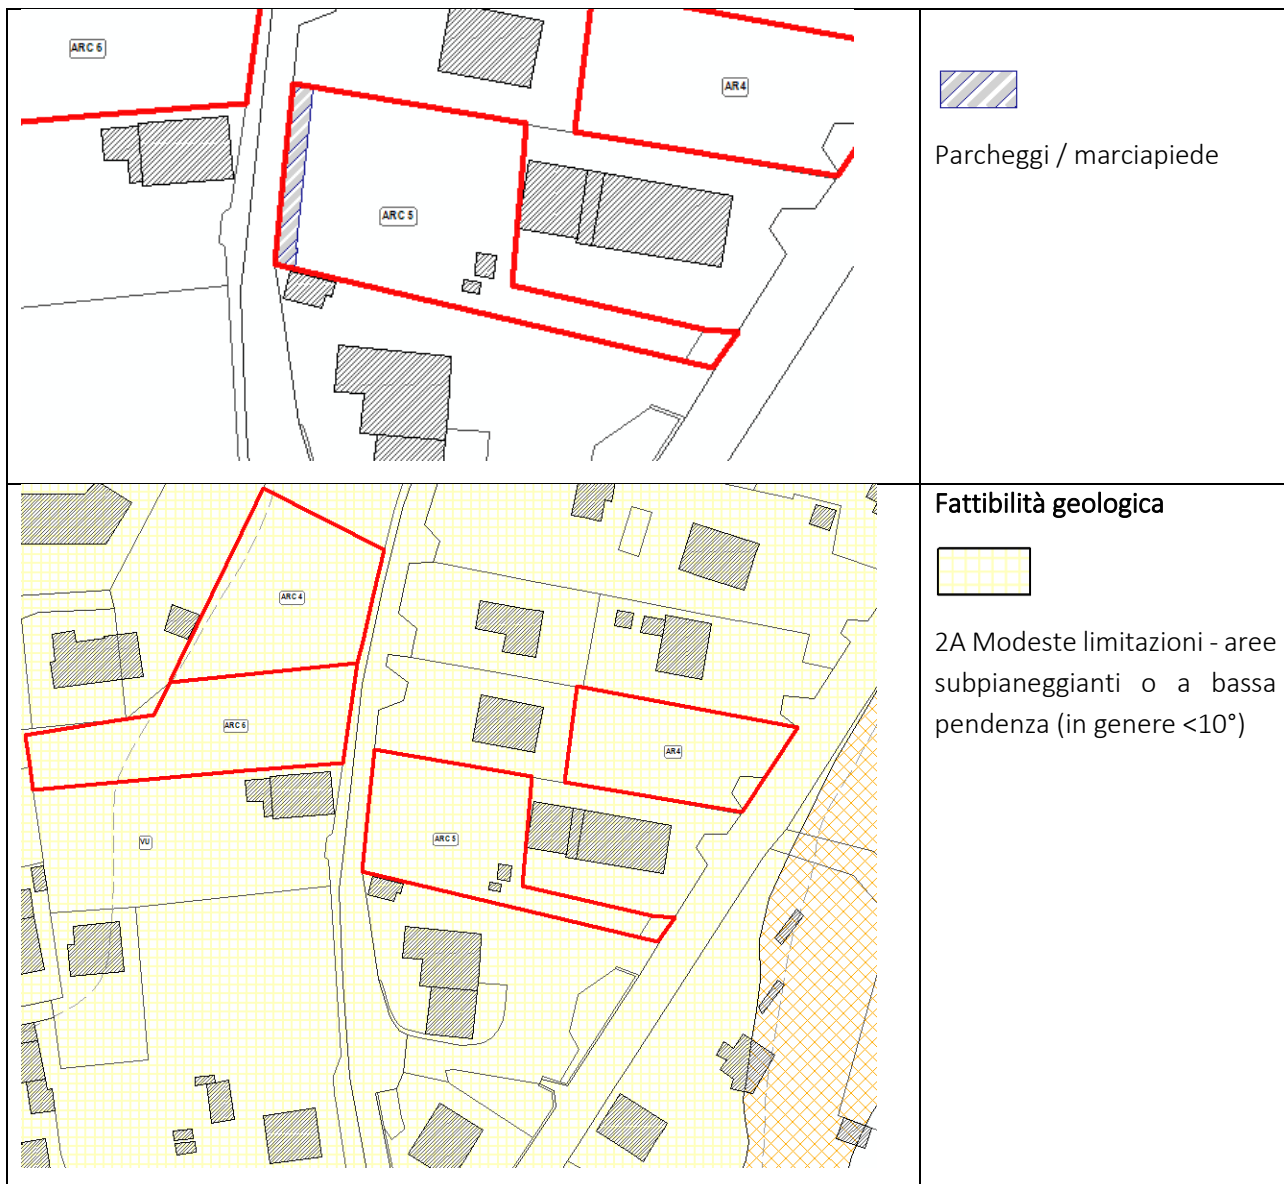 ARC 6
AR4
ARC 5
Parcheggi / marciapiede
ARC 4
ARC 6
AR4
ARC 5
VU
Fattibilità geologica
2A Modeste limitazioni - aree
subpianeggianti o a bassa
pendenza (in genere <10°)